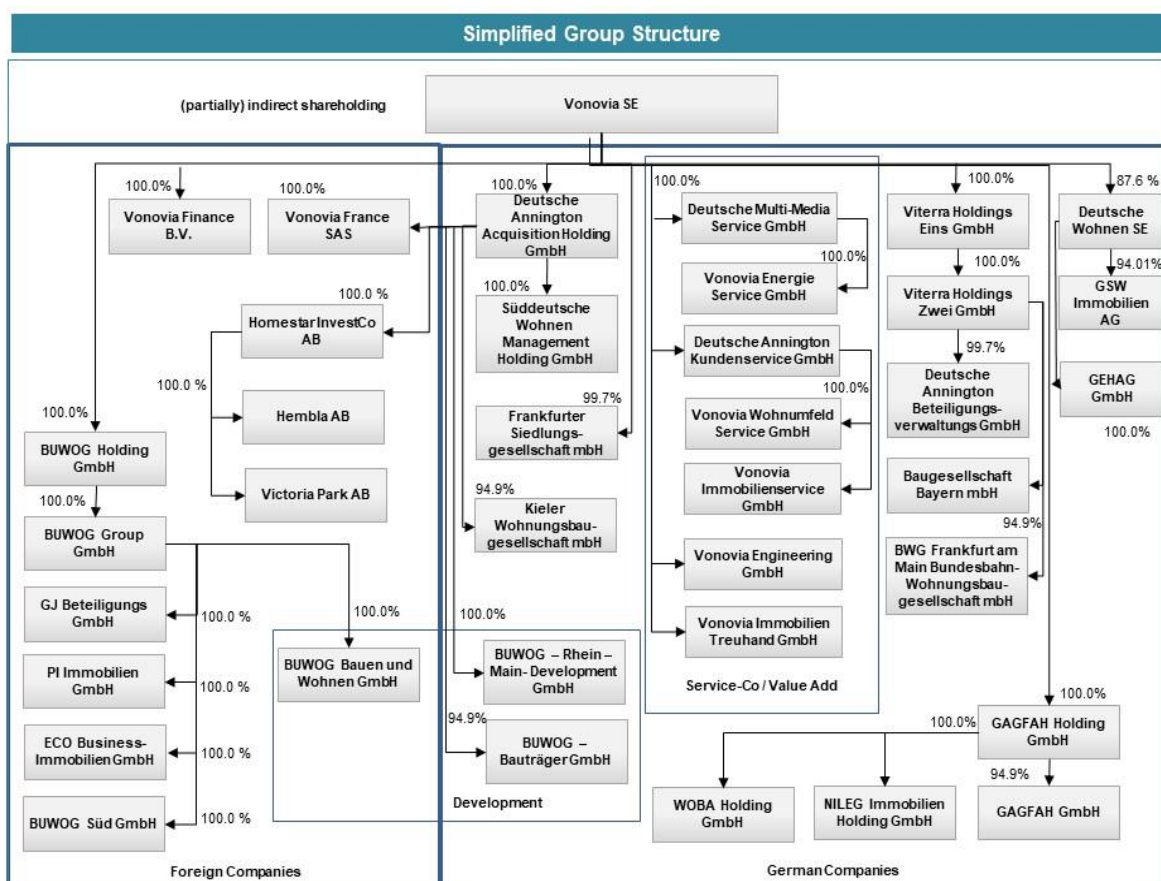 Simplified Group Structure
(partially) indirect shareholding
Vonovia SE
100.0%
100.0%
100.0%
100.0%
100.0%
87.6 %
Vonovia Finance
B.V.
Vonovia France
SAS
Deutsche
Annington
Acquisition Holding
GmbH
Deutsche Multi-Media
Service GmbH
Viterra Holdings
Eins GmbH
Deutsche
Wohnen SE
100.0 %
100.0%
100.0%
100.0%
94.01%
HomestarInvestCo
AB
Süddeutsche
Wohnen
Management
Holding GmbH
Vonovia Energie
Service GmbH
Viterra Holdings
Zwei GmbH
GSW
Immobilien
AG
100.0 %
Deutsche Annington
Kundenservice GmbH
99.7%
Hembla AB
99.7%
100.0%
Deutsche
Annington
Beteiligungs-
verwaltungs GmbH
GEHAG
GmbH
100.0%
100.0%
BUWOG Holding
GmbH
Frankfurter
Siedlungs-
gesellschaft mbH
Vonovia Wohnumfeld
Service GmbH
Victoria Park AB
94.9%
Vonovia
Immobilienservice
GmbH
Baugesellschaft
Bayern mbH
100.0%
BUWOG Group
GmbH
Kieler
Wohnungsbau-
gesellschaft mbH
94.9%
Vonovia Engineering
GmbH
BWG Frankfurt am
Main Bundesbahn-
Wohnungsbau-
gesellschaft mbH
GJ Beteiligungs
GmbH
100.0 %
100.0%
100.0%
Vonovia Immobilien
Treuhand GmbH
PI Immobilien
GmbH
100.0 %
BUWOG Bauen und
Wohnen GmbH
BUWOG – Rhein –
Main- Development
GmbH
Service-Co / Value Add
100.0%
ECO Business-
Immobilien GmbH
100.0 %
94.9%
BUWOG –
Bauträger GmbH
100.0%
GAGFAH Holding
GmbH
94.9%
BUWOG Süd GmbH
100.0 %
Development
WOBA Holding
GmbH
NILEG Immobilien
Holding GmbH
GAGFAH GmbH
Foreign Companies
German Companies